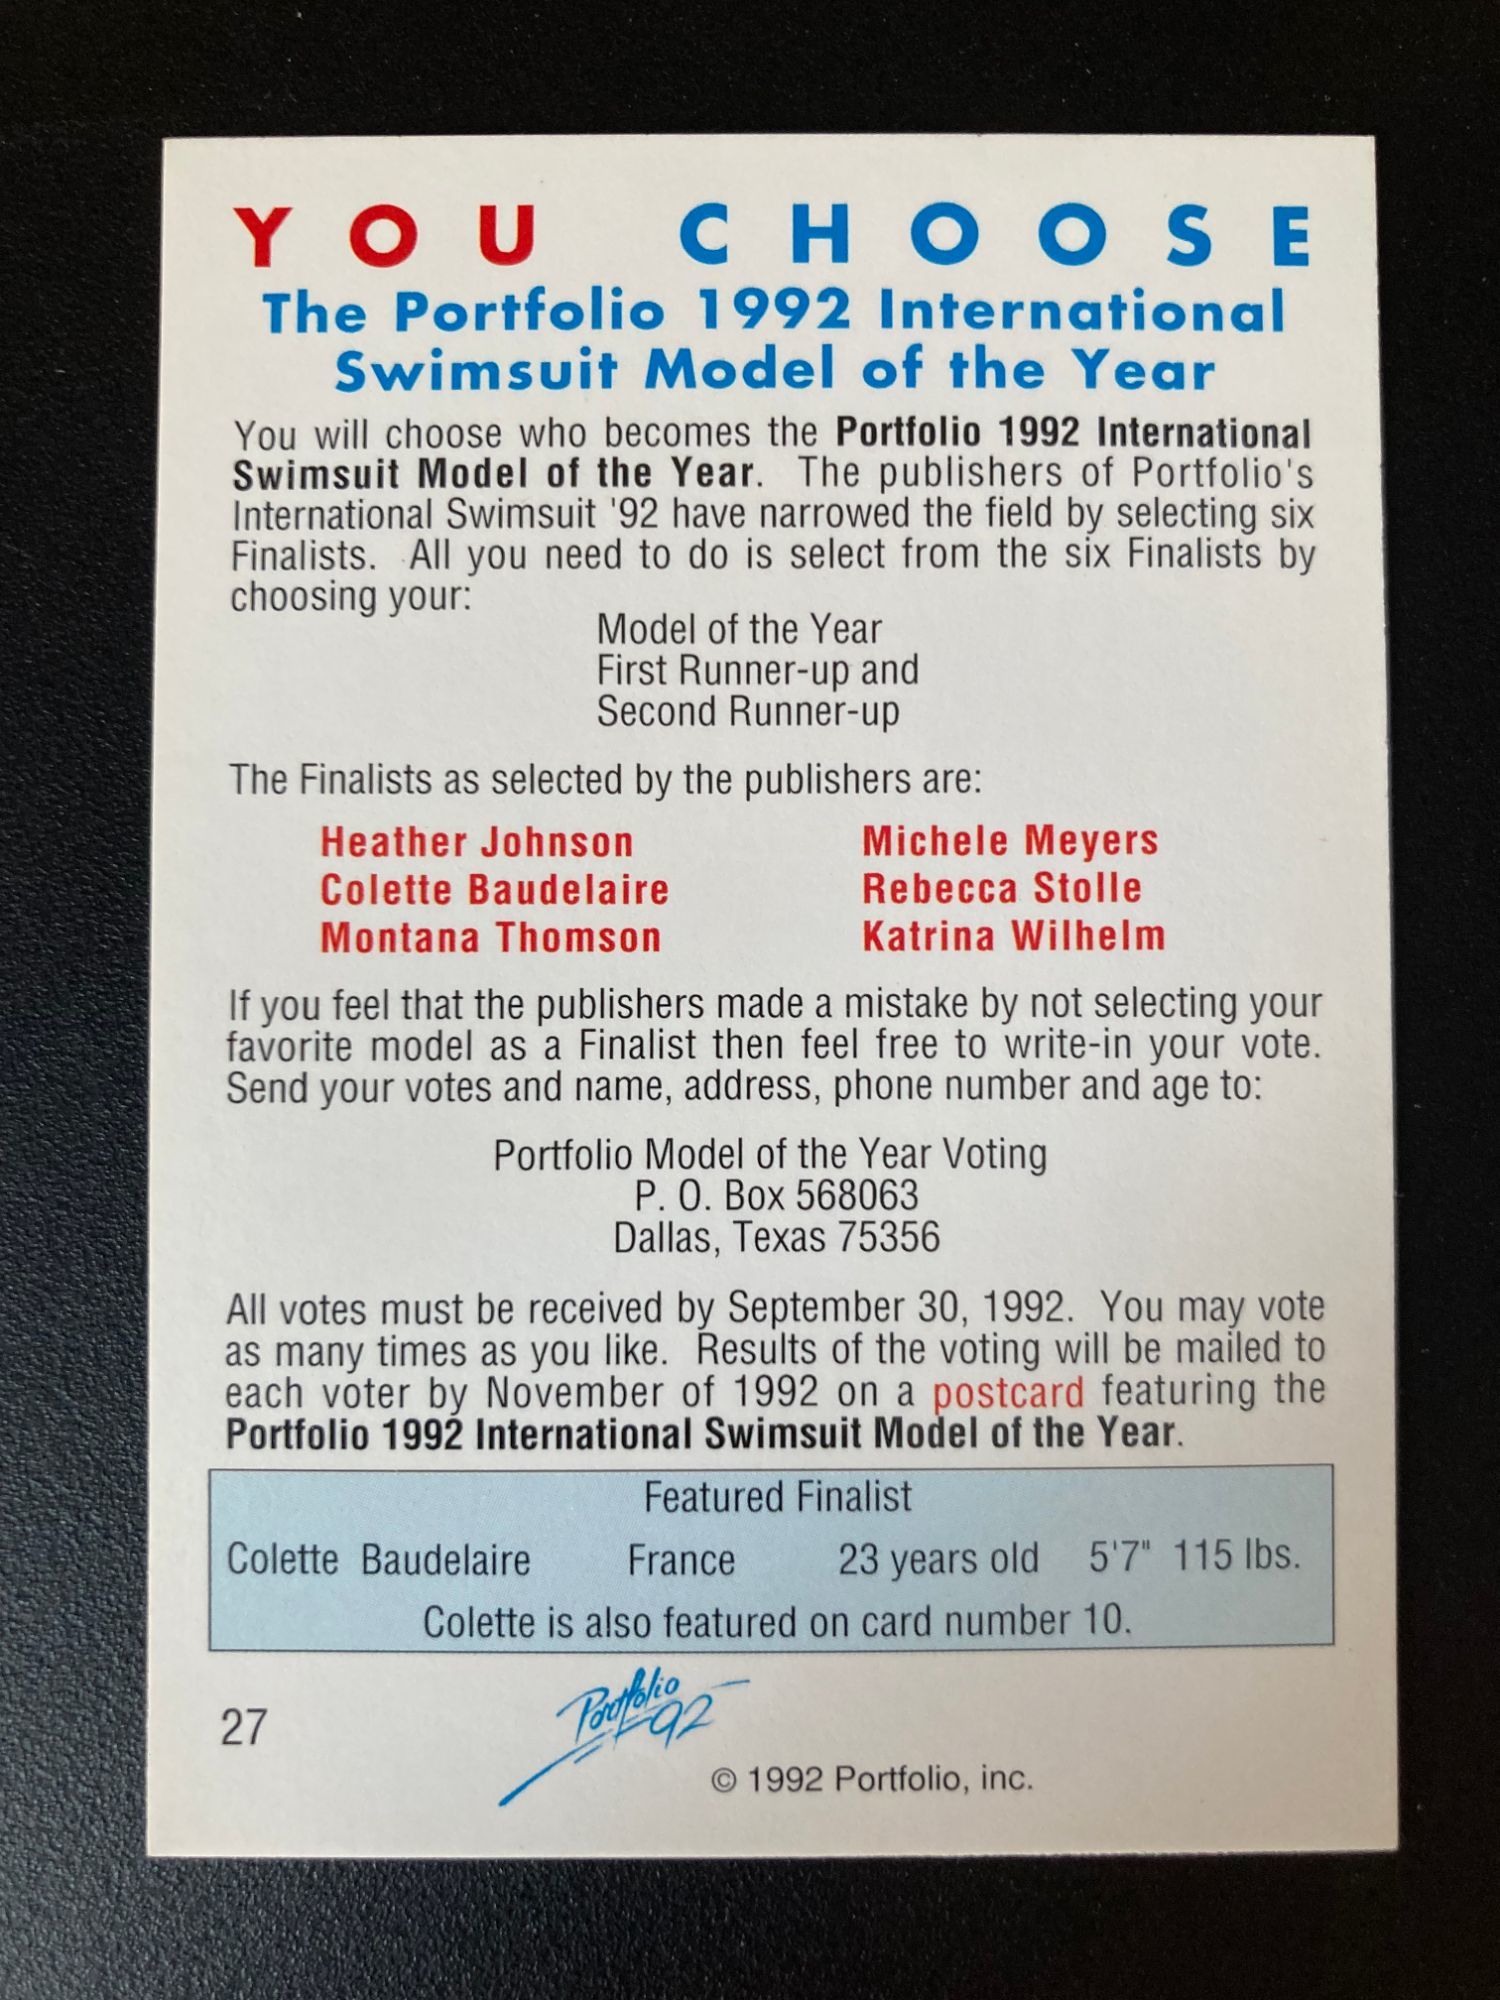 YOU CHOOSE
The Portfolio 1992 International
Swimsuit Model of the Year
You will choose who becomes the Portfolio 1992 International
Swimsuit Model of the Year. The publishers of Portfolio's
International Swimsuit '92 have narrowed the field by selecting six
Finalists. All you need to do is select from the six Finalists by
choosing your:
Model of the Year
First Runner-up and
Second Runner-up
The Finalists as selected by the publishers are:
Heather Johnson Michele Meyers
Colette Baudelaire Rebecca Stolle
Montana Thomson Katrina Wilhelm
If you feel that the publishers made a mistake by not selecting your
favorite model as a Finalist then feel free to write-in your vote.
Send your votes and name, address, phone number and age to:
Portfolio Model of the Year Voting
P. O. Box 568063
Dallas, Texas 75356
All votes must be received by September 30, 1992. You may vote
as many times as you like. Results of the voting will be mailed to
each voter by November of 1992 on a postcard featuring the
Portfolio 1992 International Swimsuit Model of the Year.
Featured Finalist
Colette Baudelaire France 23 years old 5'7" 115 lbs.
Colette is also featured on card number 10.
Portfolio
92
27
© 1992 Portfolio, inc.